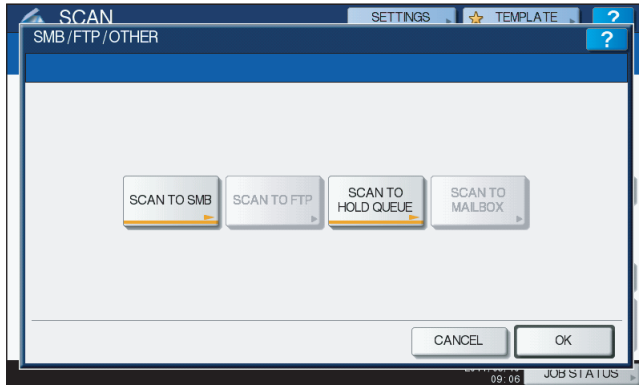 SCAN
SETTINGS
TEMPLATE
?
SMB/FTP/OTHER
?
SCAN TO SMB
SCAN TO FTP
SCAN TO
HOLD QUEUE
SCAN TO
MAILBOX
CANCEL
OK
09:06
JOB STATUS